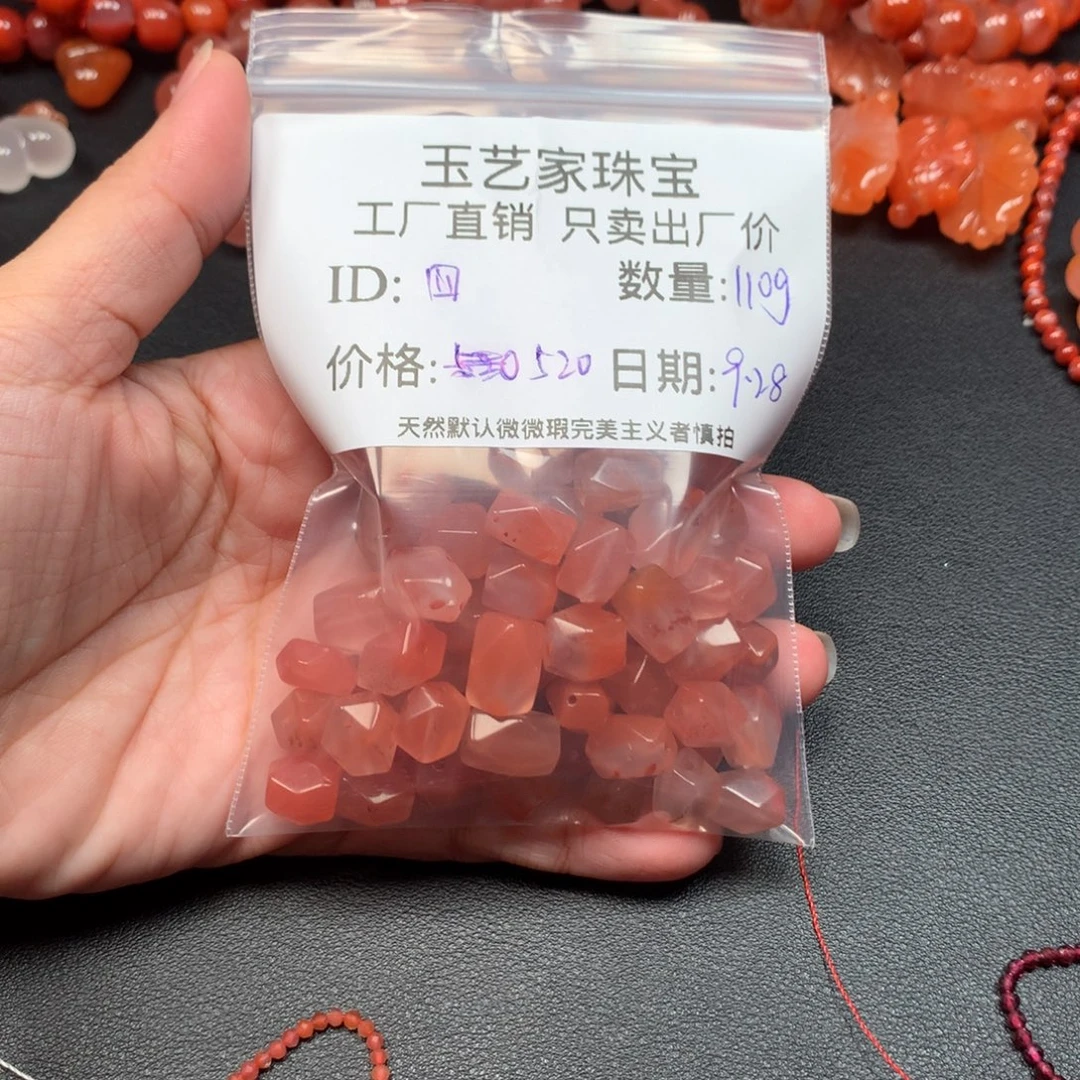 玉艺家珠宝
工厂直销 只卖出厂价
ID: 四 数量:110g
价格: 520 日期:9.28
天然默认微微瑕完美主义者慎拍